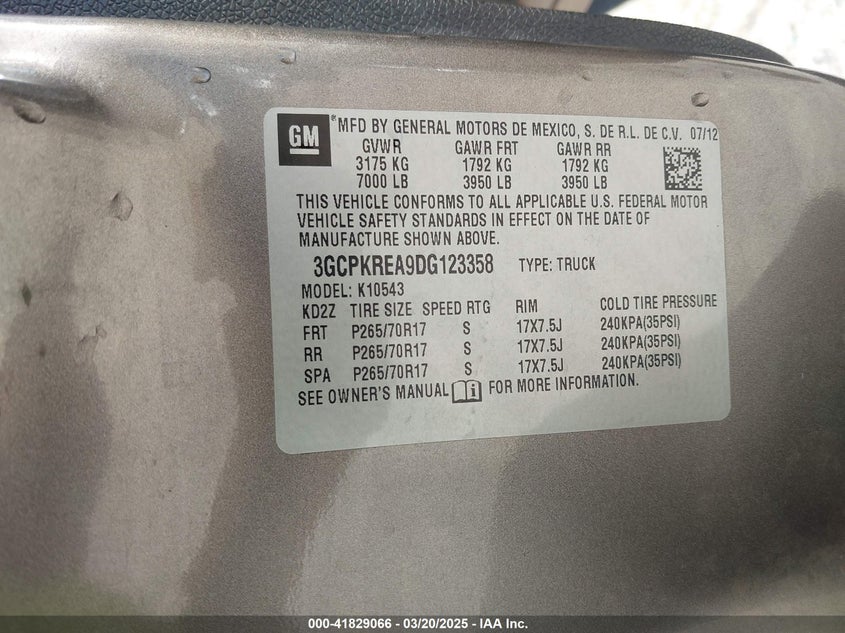 GM ® MFD BY GENERAL MOTORS DE MEXICO, S. DE R.L. DE C.V. 07/12
GVWR GAWR FRT GAWR RR
3175 KG 1792 KG 1792 KG
7000 LB 3950 LB 3950 LB
THIS VEHICLE CONFORMS TO ALL APPLICABLE U.S. FEDERAL MOTOR
VEHICLE SAFETY STANDARDS IN EFFECT ON THE DATE OF
MANUFACTURE SHOWN ABOVE.
3GCPKREA9DG123358 TYPE: TRUCK
MODEL: K10543
KD2Z TIRE SIZE SPEED RTG RIM COLD TIRE PRESSURE
FRT P265/70R17 S 17X7.5J 240KPA(35PSI)
RR P265/70R17 S 17X7.5J 240KPA(35PSI)
SPA P265/70R17 S 17X7.5J 240KPA(35PSI)
SEE OWNER'S MANUAL i FOR MORE INFORMATION.
000-41829066 - 03/20/2025 - IAA Inc.